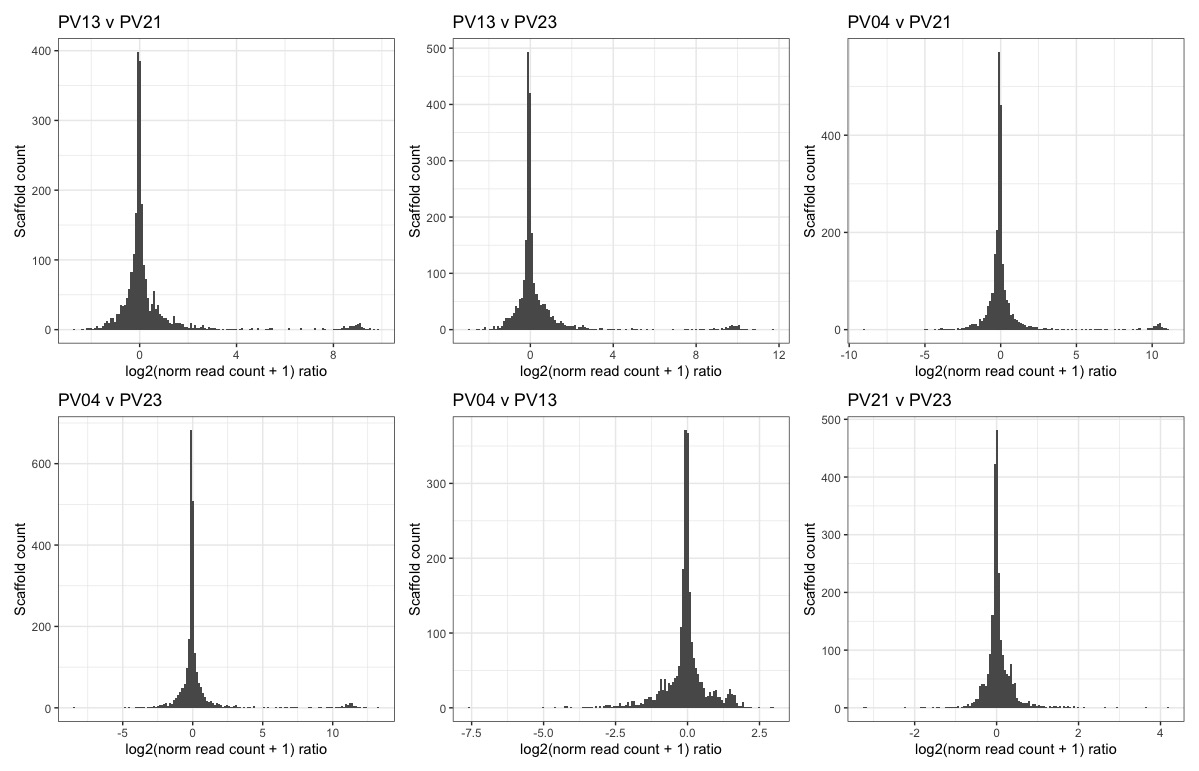 PV13 v PV21
400
300
200
100
0
Scaffold count
0 4 8
log2(norm read count + 1) ratio
PV13 v PV23
500
400
300
200
100
0
Scaffold count
0 4 8 12
log2(norm read count + 1) ratio
PV04 v PV21
400
200
0
Scaffold count
-10 -5 0 5 10
log2(norm read count + 1) ratio
PV04 v PV23
600
400
200
0
Scaffold count
-5 0 5 10
log2(norm read count + 1) ratio
PV04 v PV13
300
200
100
0
Scaffold count
-7.5 -5.0 -2.5 0.0 2.5
log2(norm read count + 1) ratio
PV21 v PV23
500
400
300
200
100
0
Scaffold count
-2 0 2 4
log2(norm read count + 1) ratio